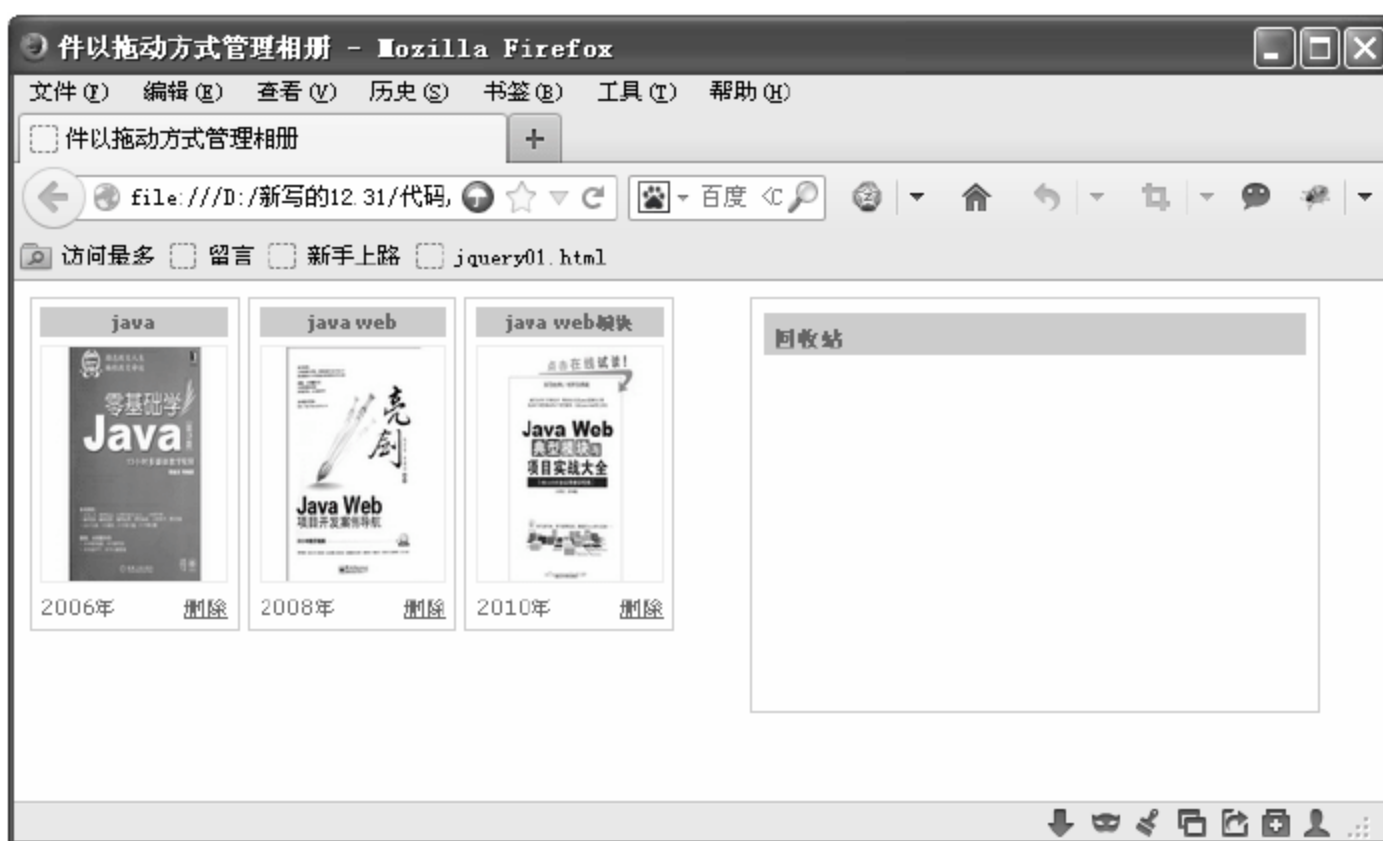 件以拖动方式管理相册 - Mozilla Firefox
文件(F) 编辑(E) 查看(V) 历史(S) 书签(B) 工具(T) 帮助(H)
件以拖动方式管理相册
file:///D:/新写的12.31/代码, 百度 <C
访问最多 留言 新手上路 jquery01.html
java java web java web模块
回收站
零基础学
Java
亮剑
Java Web
项目开发案例导航
点击在线试读!
Java Web
典型模块与
项目实战大全
2006年 删除 2008年 删除 2010年 删除